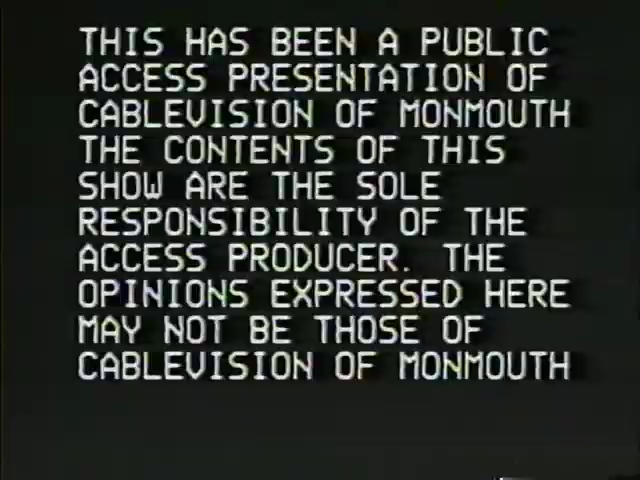 THIS HAS BEEN A PUBLIC
ACCESS PRESENTATION OF
CABLEVISION OF MONMOUTH
THE CONTENTS OF THIS
SHOW ARE THE SOLE
RESPONSIBILITY OF THE
ACCESS PRODUCER. THE
OPINIONS EXPRESSED HERE
MAY NOT BE THOSE OF
CABLEVISION OF MONMOUTH